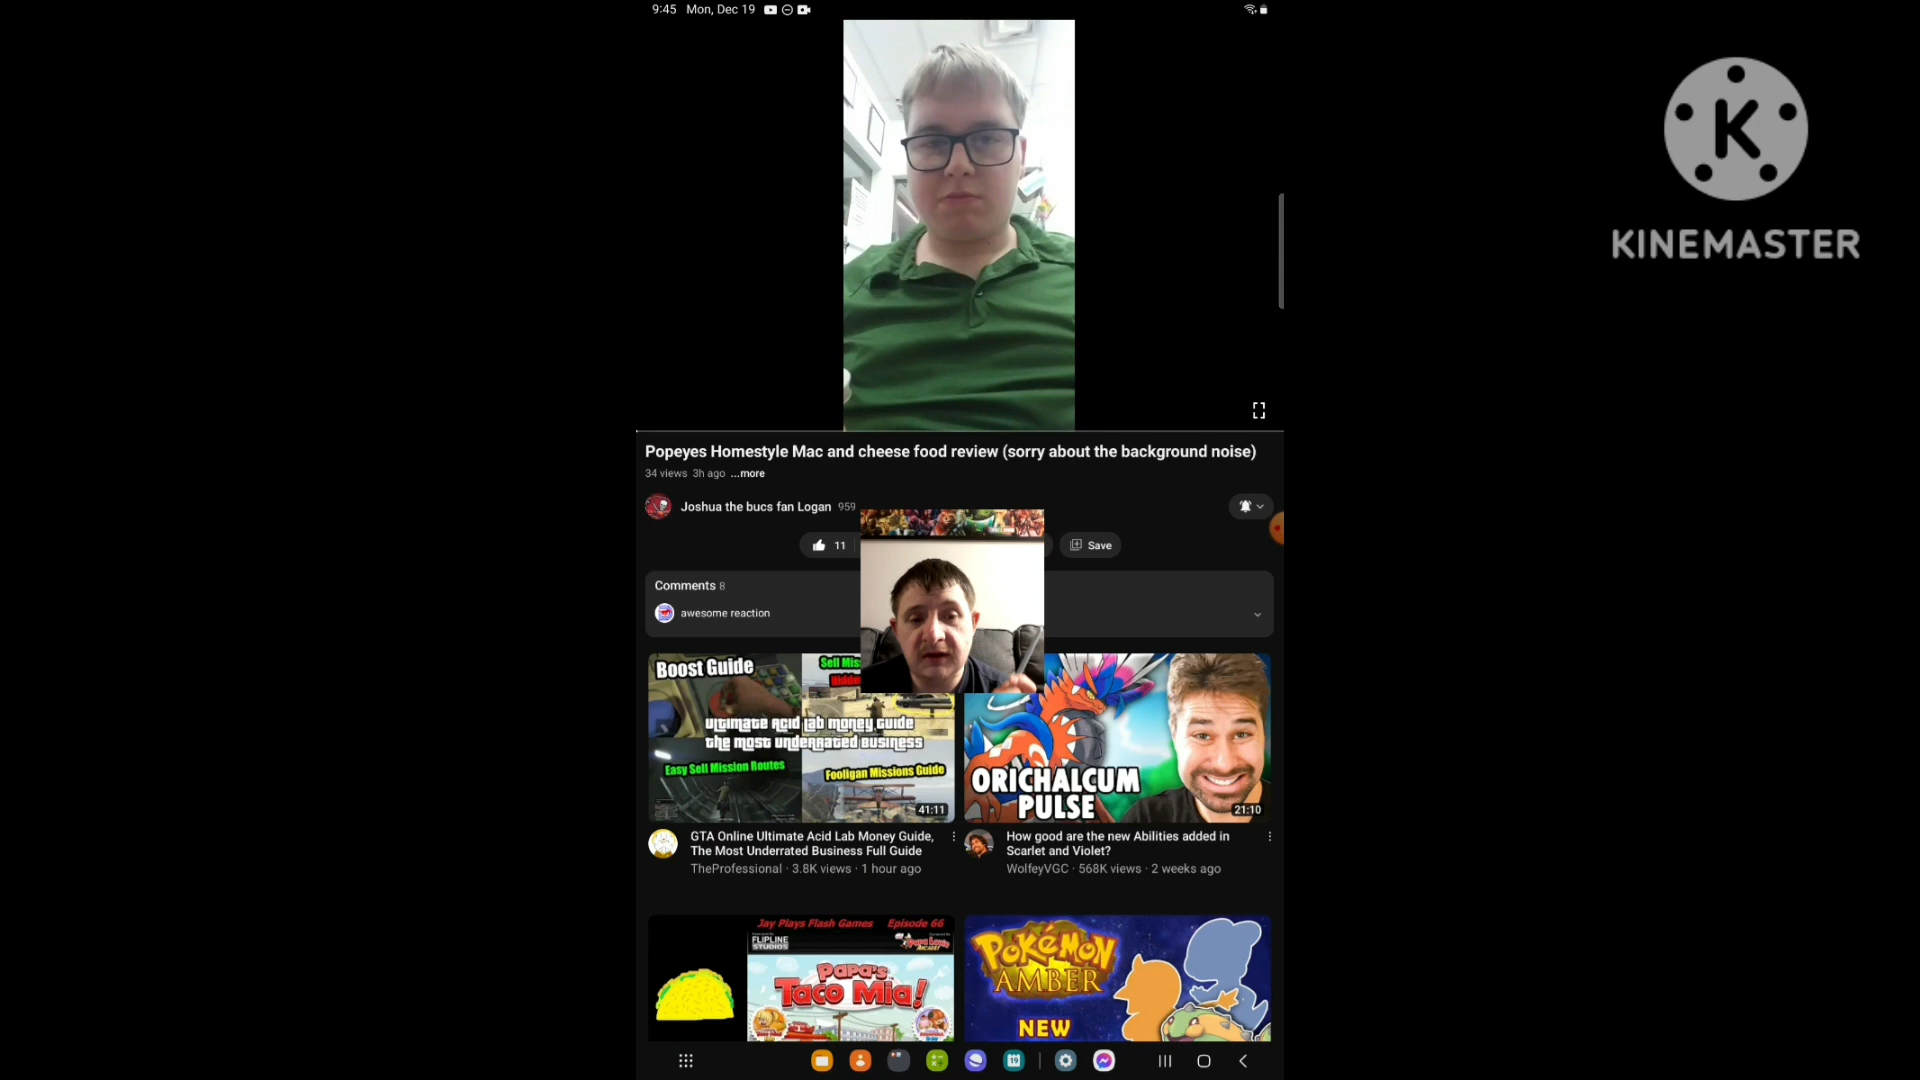 9:45 Mon, Dec 19
K
KINEMASTER
Popeyes Homestyle Mac and cheese food review (sorry about the background noise)
34 views 3h ago ...more
Joshua the bucs fan Logan 959
11
Save
Comments 8
awesome reaction
Boost Guide
Sell Mis
Ultimate Acid Lab Money Guide
The Most Underrated Business
Easy Sell Mission Routes
Fooligan Missions Guide
41:11
ORICHALCUM
PULSE
21:10
GTA Online Ultimate Acid Lab Money Guide,
The Most Underrated Business Full Guide
TheProfessional · 3.8K views · 1 hour ago
How good are the new Abilities added in
Scarlet and Violet?
WolfeyVGC · 568K views · 2 weeks ago
Jay Plays Flash Games Episode 66
FLIPLINE
STUDIOS
Papa's
Taco Mia!
POKéMON
AMBER
NEW
19